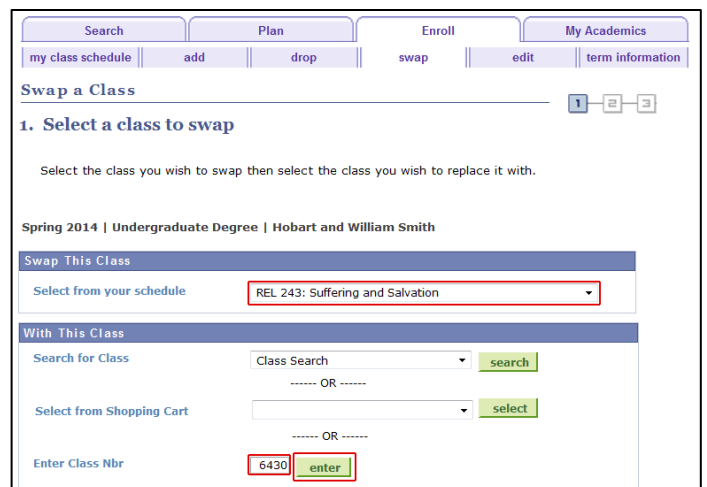 Search Plan Enroll My Academics
my class schedule add drop swap edit term information
Swap a Class
1 2 3
1. Select a class to swap
Select the class you wish to swap then select the class you wish to replace it with.
Spring 2014 | Undergraduate Degree | Hobart and William Smith
Swap This Class
Select from your schedule REL 243: Suffering and Salvation
With This Class
Search for Class Class Search search
------ OR ------
Select from Shopping Cart select
------ OR ------
Enter Class Nbr 6430 enter